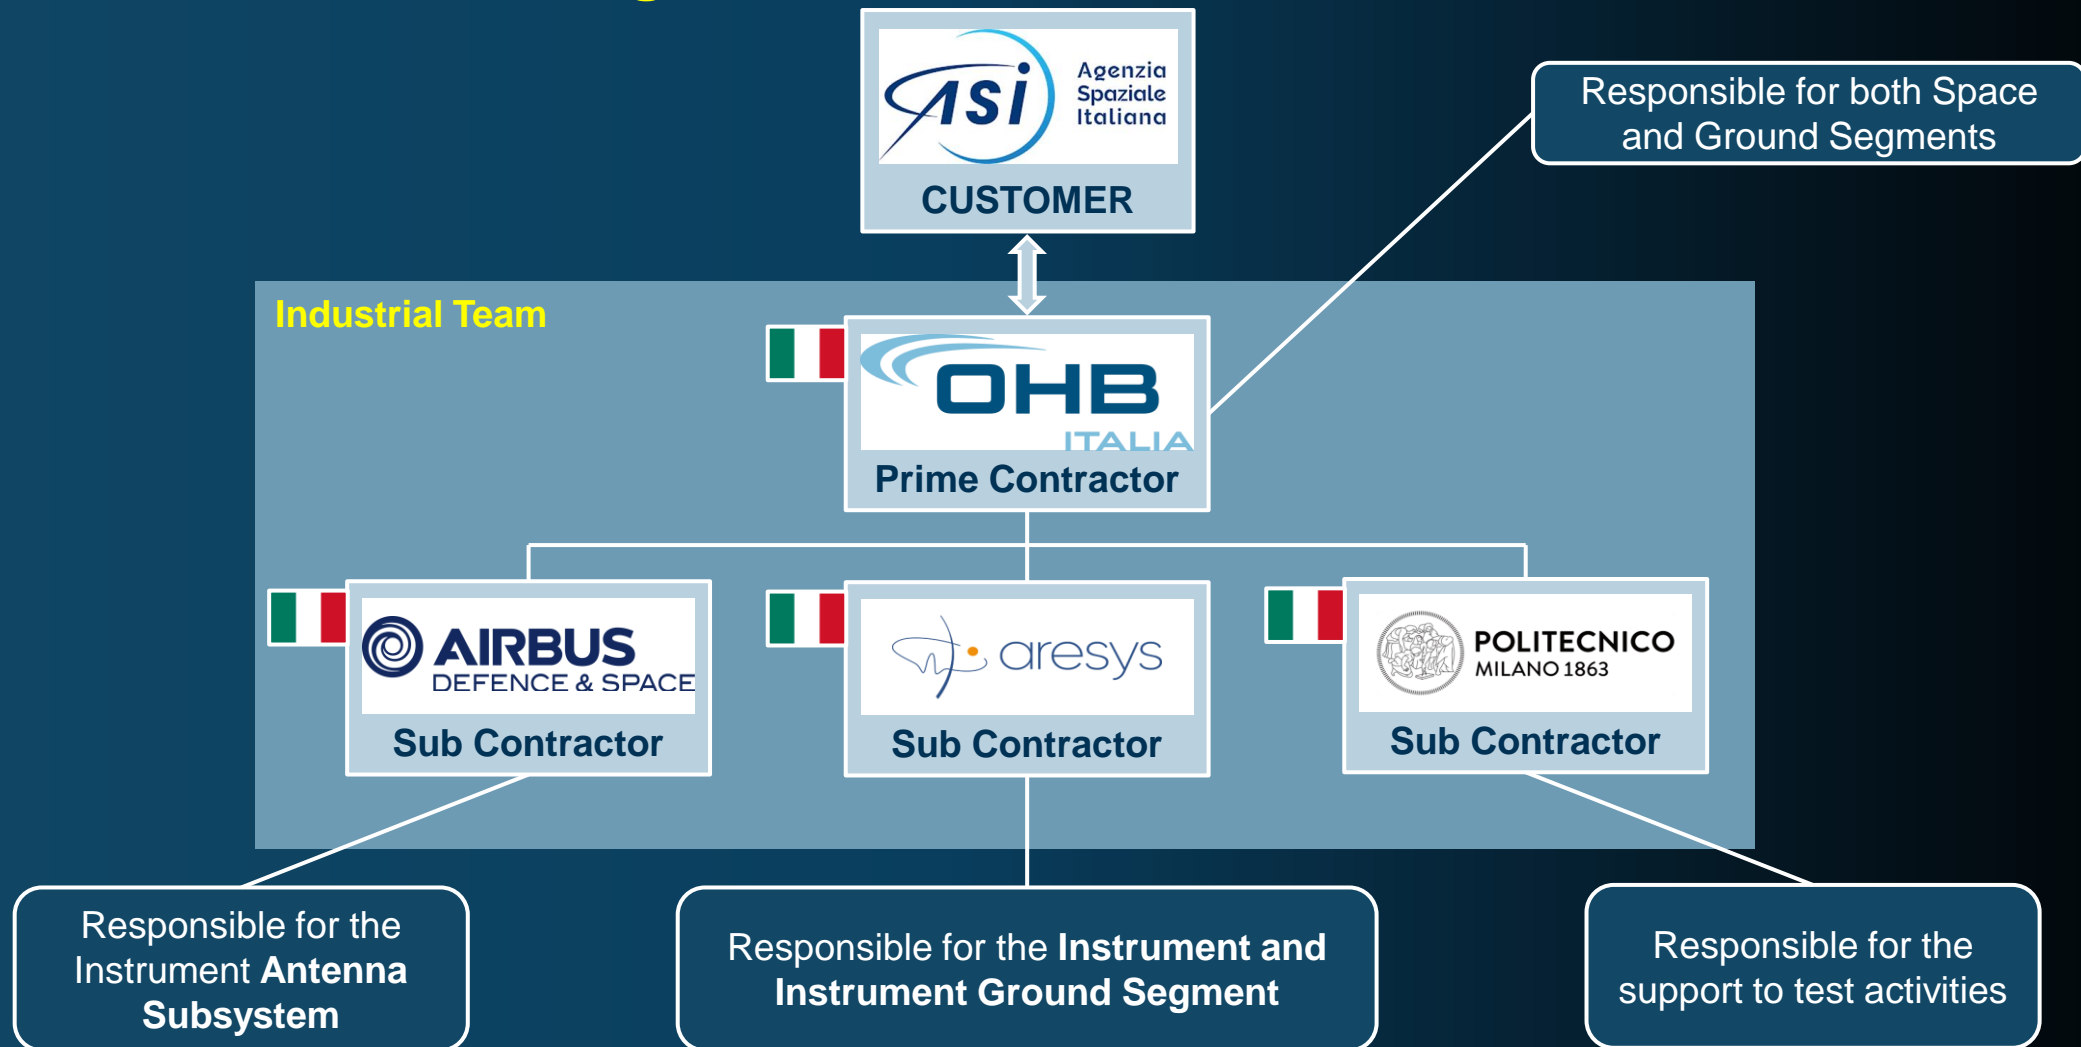 ASI
Agenzia
Spaziale
Italiana
CUSTOMER
Responsible for both Space
and Ground Segments
Industrial Team
OHB
ITALIA
Prime Contractor
AIRBUS
DEFENCE & SPACE
Sub Contractor
aresys
Sub Contractor
POLITECNICO
MILANO 1863
Sub Contractor
Responsible for the
Instrument Antenna
Subsystem
Responsible for the Instrument and
Instrument Ground Segment
Responsible for the
support to test activities